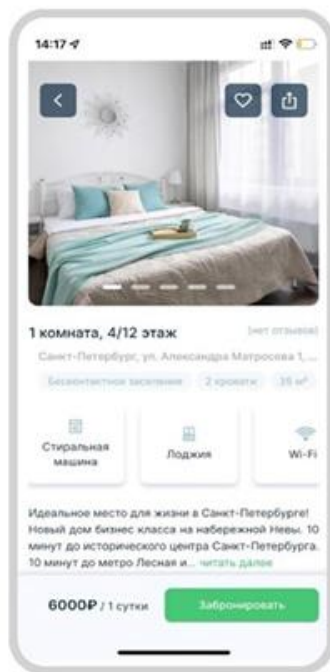 14:17
1 комната, 4/12 этаж (нет отзывов)
Санкт-Петербург, ул. Александра Матросова 1, ...
Бесконтактное заселение 2 кровати 35 м²
Стиральная машина
Лоджия
Wi-Fi
Идеальное место для жизни в Санкт-Петербурге!
Новый дом бизнес класса на набережной Невы. 10
минут до исторического центра Санкт-Петербурга.
10 минут до метро Лесная и... читать далее
6000₽ / 1 сутки Забронировать